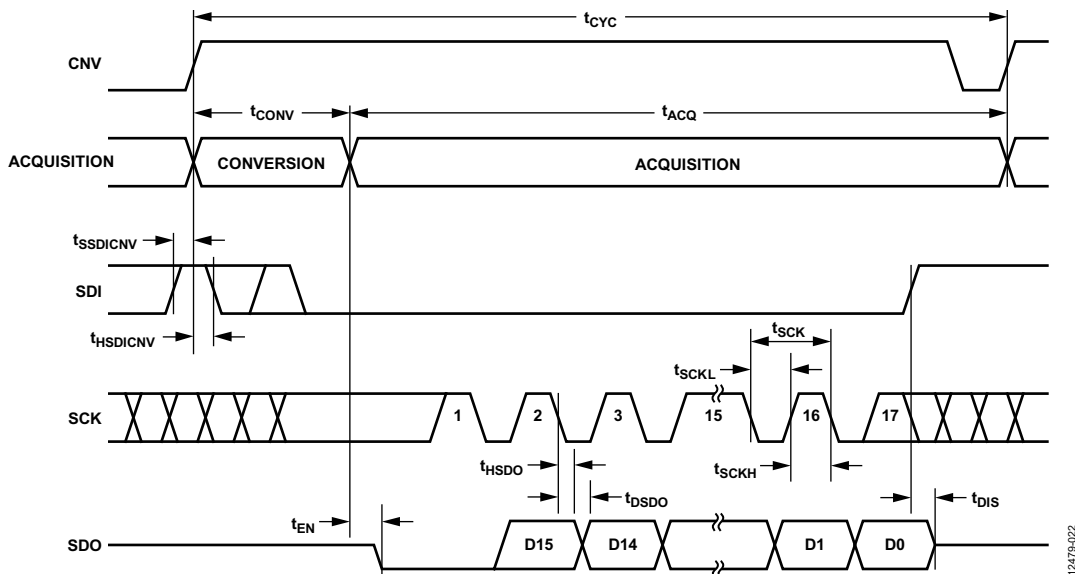 tCYC
CNV
tCONV
tACQ
ACQUISITION
CONVERSION
ACQUISITION
tSSDICNV
SDI
tHSDICNV
tSCK
tSCKL
SCK
1
2
3
15
16
17
tHSDO
tSCKH
tDSDO
tDIS
tEN
SDO
D15
D14
D1
D0
12479-022